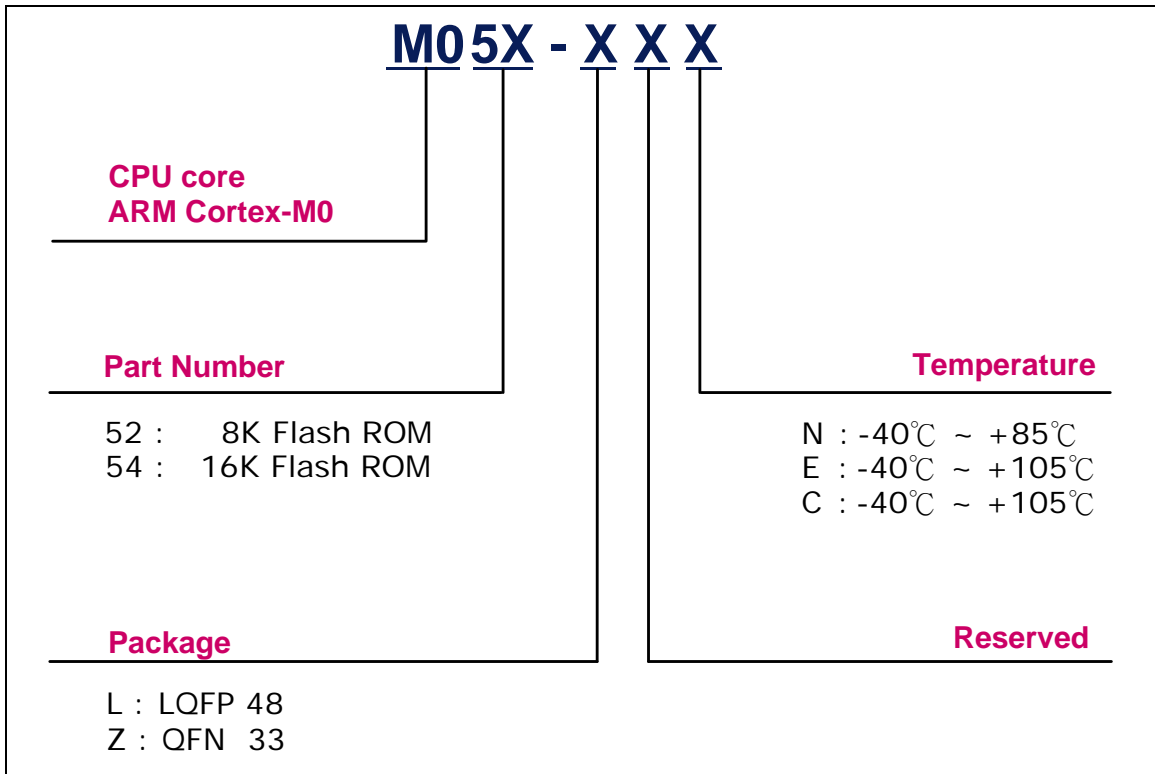 M05X - X X X
CPU core
ARM Cortex-M0
Part Number
52 : 8K Flash ROM
54 : 16K Flash ROM
Temperature
N : -40℃ ~ +85℃
E : -40℃ ~ +105℃
C : -40℃ ~ +105℃
Package
L : LQFP 48
Z : QFN 33
Reserved